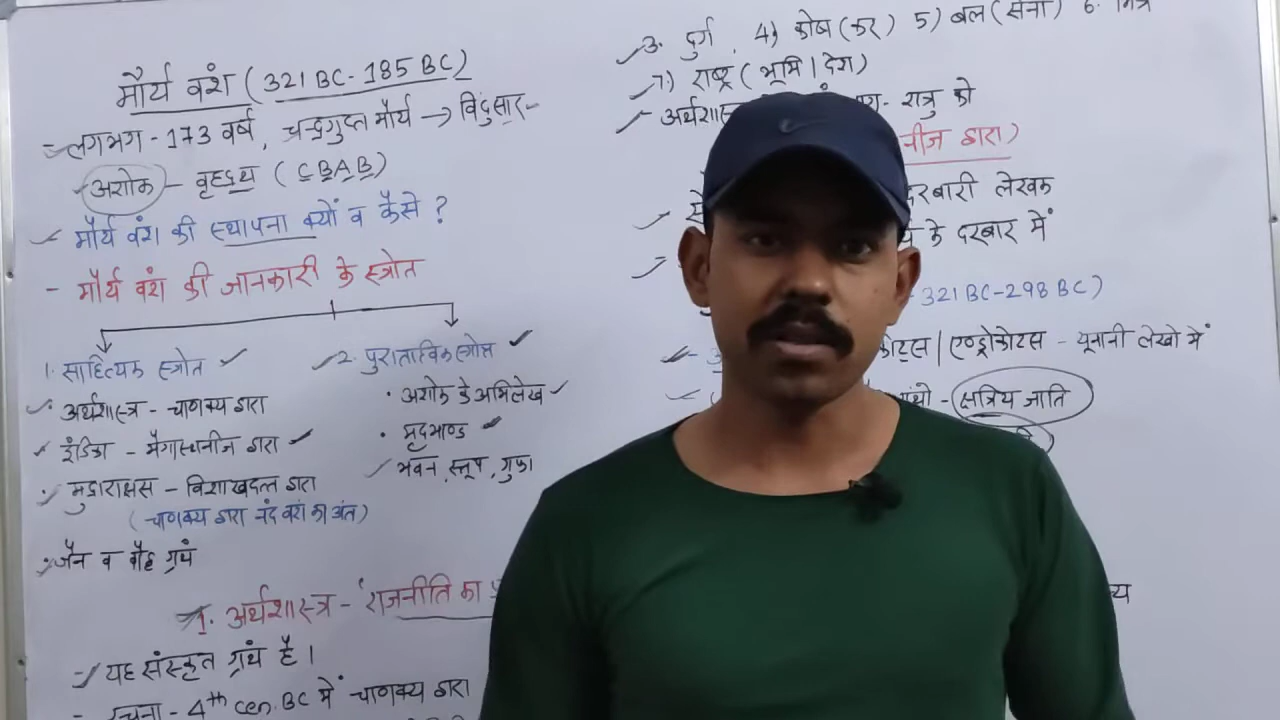 मौर्य वंश (321 BC-185 BC)
- लगभग - 173 वर्ष, चन्द्रगुप्त मौर्य → बिंदुसार-
अशोक - वृहद्रथ (CBAB)
मौर्य वंश की स्थापना क्यों व कैसे ?
- मौर्य वंश की जानकारी के स्त्रोत
1. साहित्यिक स्त्रोत
अर्थशास्त्र - चाणक्य द्वारा
इंडिका - मैगास्थनीज द्वारा
मुद्राराक्षस - विशाखदत्त द्वारा
(चाणक्य द्वारा नंद वंश का अंत)
जैन व बौद्ध ग्रंथ
2. पुरातात्विक स्त्रोत
• अशोक के अभिलेख
• मृदभाण्ड
भवन, स्तूप, गुफा
1. अर्थशास्त्र - 'राजनीति का
- यह संस्कृत ग्रंथ है।
रचना - 4th Cen. BC में चाणक्य द्वारा
3. दुर्ग, 4) कोष (कर) 5) बल (सेना) 6. मित्र
7) राष्ट्र (भूमि। देश)
अर्थशास्
- शत्रु को
नीज द्वारा)
दरबारी लेखक
के दरबार में
321 BC-298 BC)
कोट्स | एण्ड्रोकोटस - यूनानी लेखो में
- क्षत्रिय जाति